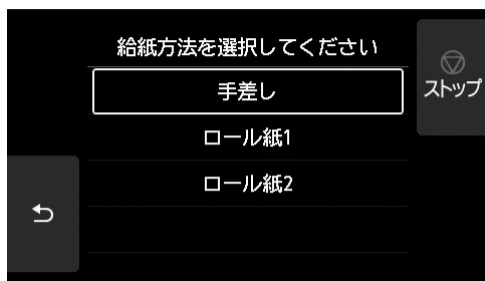 給紙方法を選択してください
手差し
ストップ
ロール紙1
ロール紙2